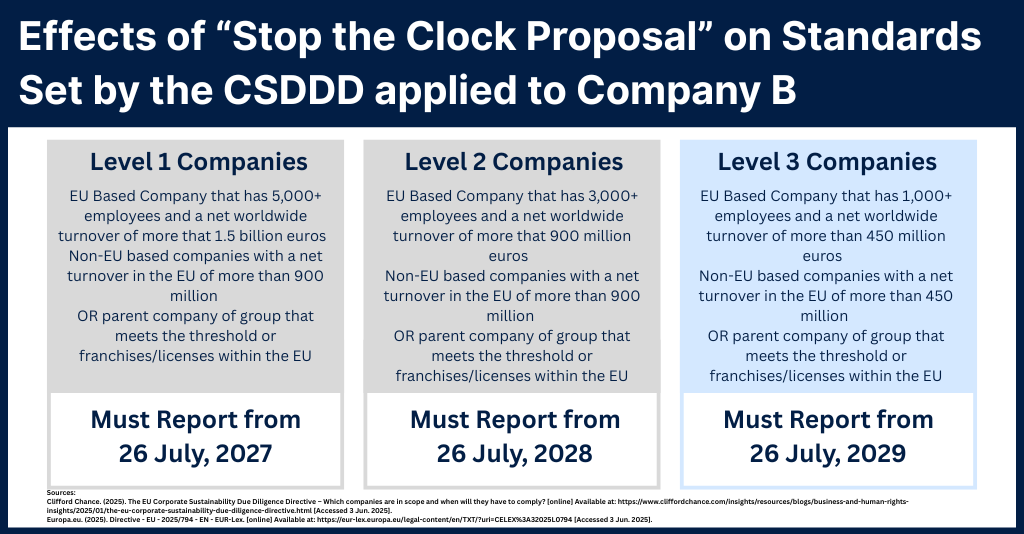 Effects of “Stop the Clock Proposal” on Standards
Set by the CSDDD applied to Company B
Level 1 Companies
EU Based Company that has 5,000+
employees and a net worldwide
turnover of more that 1.5 billion euros
Non-EU based companies with a net
turnover in the EU of more than 900
million
OR parent company of group that
meets the threshold or
franchises/licenses within the EU
Must Report from
26 July, 2027
Level 2 Companies
EU Based Company that has 3,000+
employees and a net worldwide
turnover of more that 900 million
euros
Non-EU based companies with a net
turnover in the EU of more than 900
million
OR parent company of group that
meets the threshold or
franchises/licenses within the EU
Must Report from
26 July, 2028
Level 3 Companies
EU Based Company that has 1,000+
employees and a net worldwide
turnover of more than 450 million
euros
Non-EU based companies with a net
turnover in the EU of more than 450
million
OR parent company of group that
meets the threshold or
franchises/licenses within the EU
Must Report from
26 July, 2029
Sources:
Clifford Chance. (2025). The EU Corporate Sustainability Due Diligence Directive – Which companies are in scope and when will they have to comply? [online] Available at: https://www.cliffordchance.com/insights/resources/blogs/business-and-human-rights-
insights/2025/01/the-eu-corporate-sustainability-due-diligence-directive.html [Accessed 3 Jun. 2025].
Europa.eu. (2025). Directive - EU - 2025/794 - EN - EUR-Lex. [online] Available at: https://eur-lex.europa.eu/legal-content/en/TXT/?uri=CELEX%3A32025L0794 [Accessed 3 Jun. 2025].